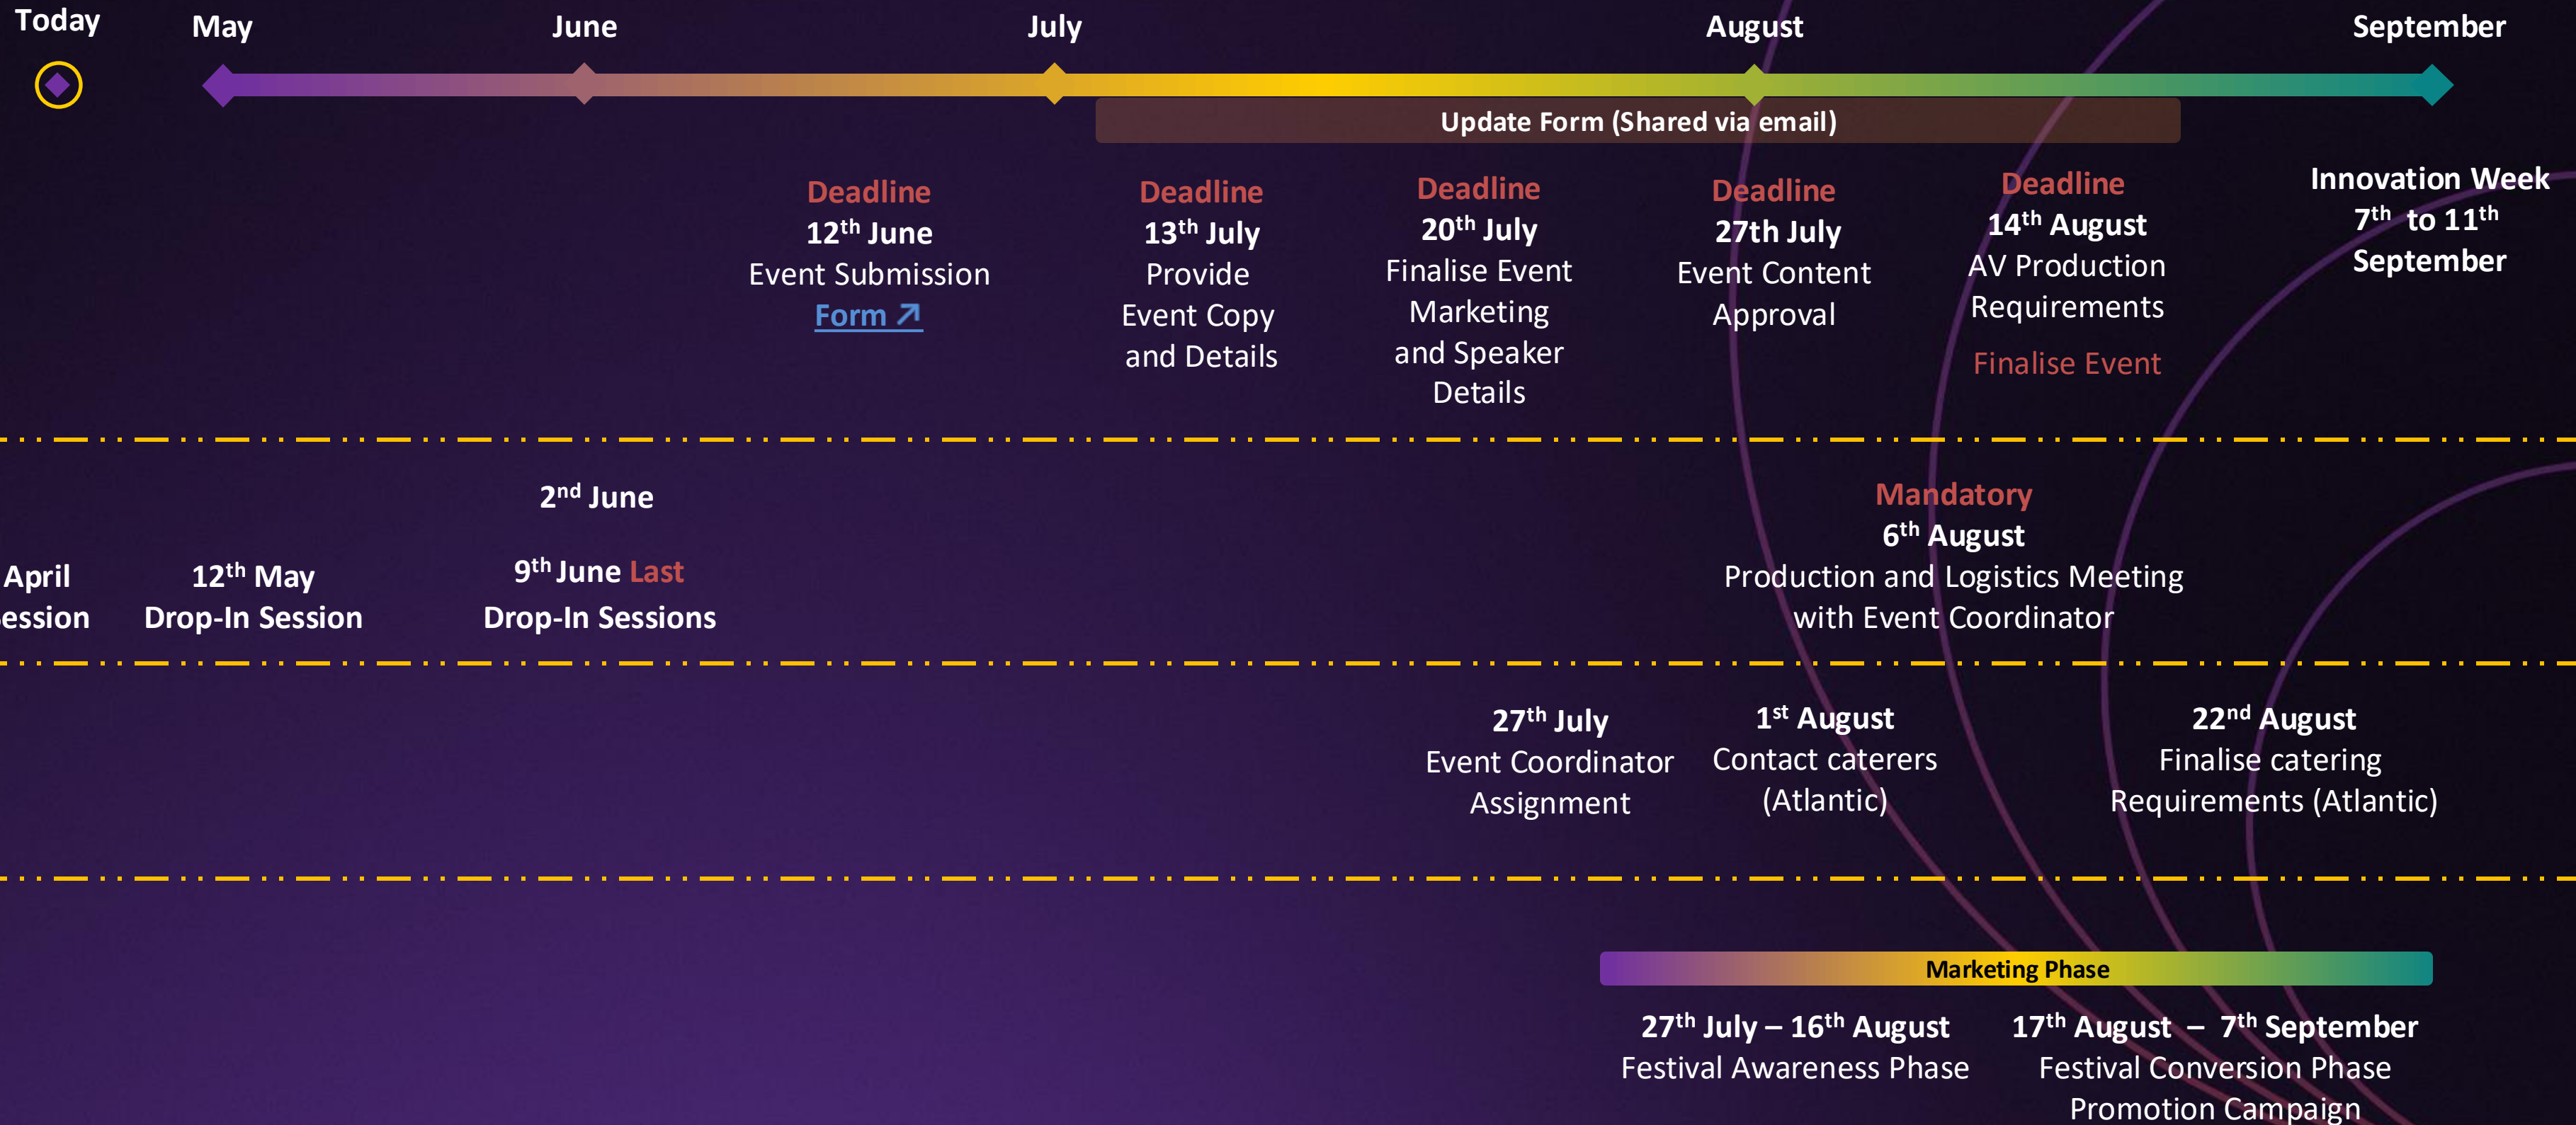 Today
May
June
July
August
September
Update Form (Shared via email)
Deadline
12th June
Event Submission
Form
Deadline
13th July
Provide
Event Copy
and Details
Deadline
20th July
Finalise Event
Marketing
and Speaker
Details
Deadline
27th July
Event Content
Approval
Deadline
14th August
AV Production
Requirements
Finalise Event
Innovation Week
7th to 11th
September
April
ession
12th May
Drop-In Session
2nd June
9th June Last
Drop-In Sessions
Mandatory
6th August
Production and Logistics Meeting
with Event Coordinator
27th July
Event Coordinator
Assignment
1st August
Contact caterers
(Atlantic)
22nd August
Finalise catering
Requirements (Atlantic)
Marketing Phase
27th July – 16th August
Festival Awareness Phase
17th August – 7th September
Festival Conversion Phase
Promotion Campaign